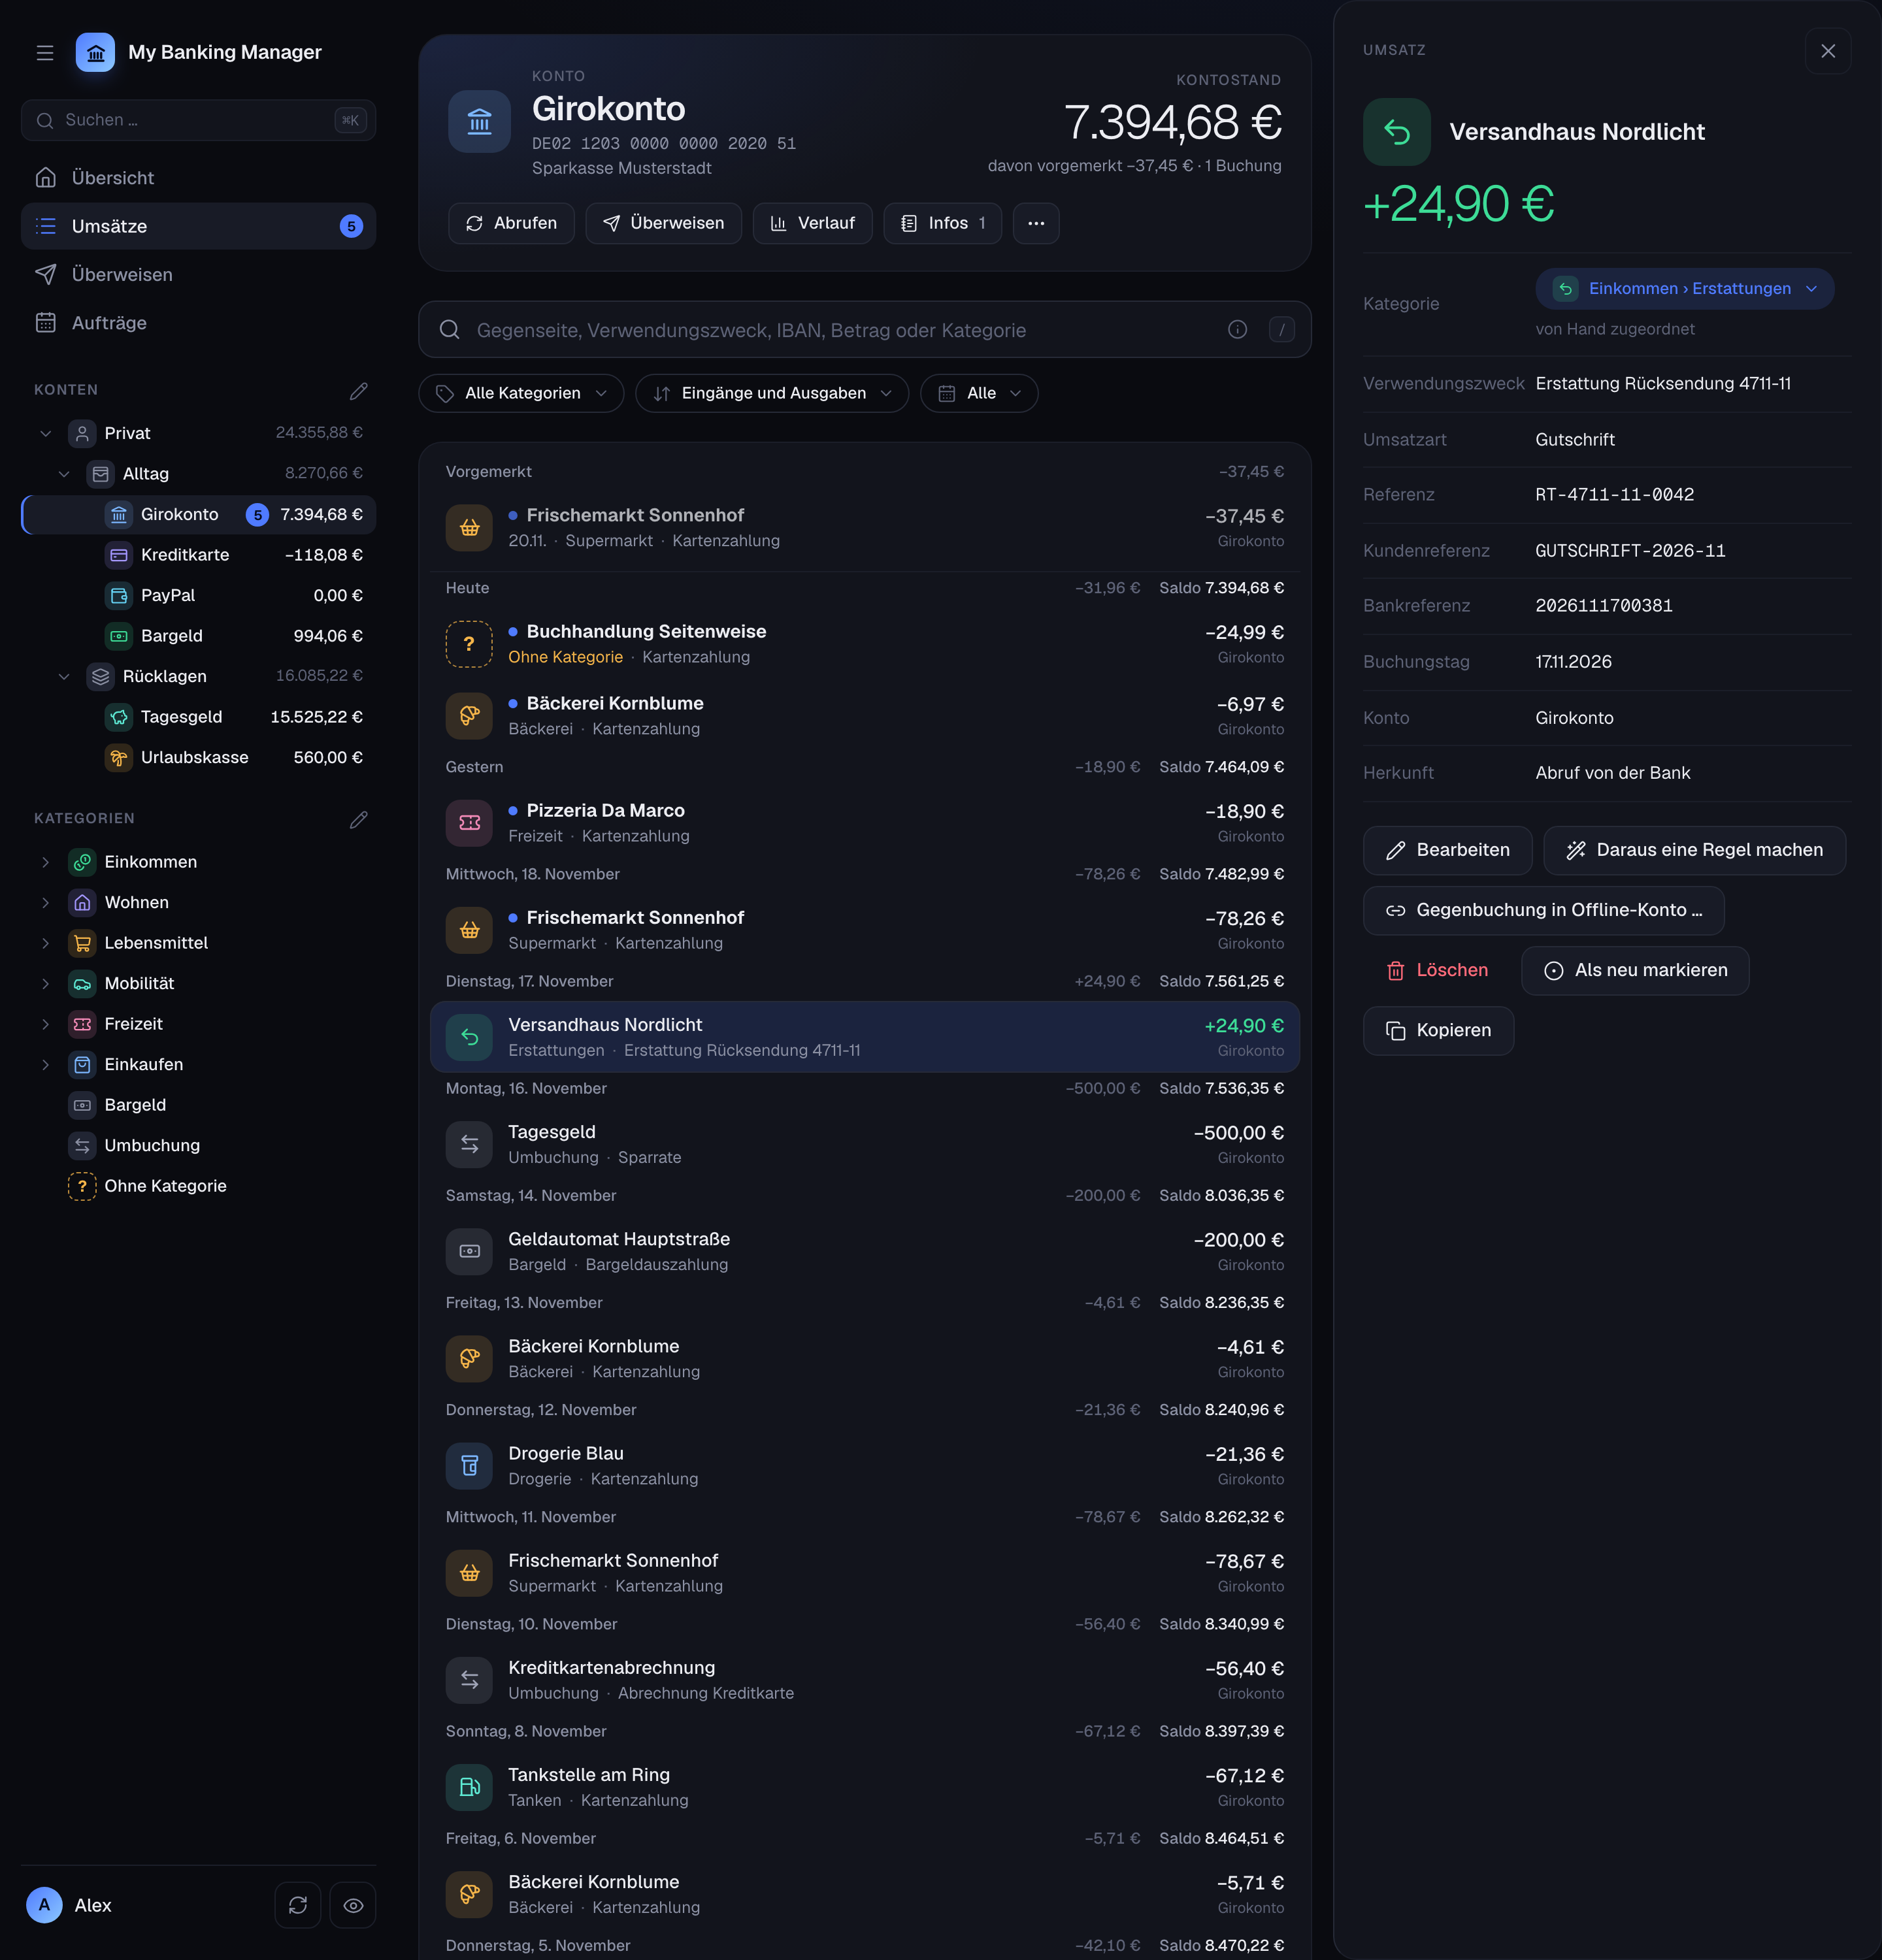 My Banking Manager
Suchen ...
⌘K
Übersicht
Umsätze 5
Überweisen
Aufträge
KONTEN
Privat 24.355,88 €
Alltag 8.270,66 €
Girokonto 5 7.394,68 €
Kreditkarte −118,08 €
PayPal 0,00 €
Bargeld 994,06 €
Rücklagen 16.085,22 €
Tagesgeld 15.525,22 €
Urlaubskasse 560,00 €
KATEGORIEN
Einkommen
Wohnen
Lebensmittel
Mobilität
Freizeit
Einkaufen
Bargeld
Umbuchung
? Ohne Kategorie
A Alex
KONTO
Girokonto
DE02 1203 0000 0000 2020 51
Sparkasse Musterstadt
KONTOSTAND
7.394,68 €
davon vorgemerkt −37,45 € · 1 Buchung
Abrufen
Überweisen
Verlauf
Infos 1
Gegenseite, Verwendungszweck, IBAN, Betrag oder Kategorie /
Alle Kategorien
Eingänge und Ausgaben
Alle
Vorgemerkt −37,45 €
Frischemarkt Sonnenhof −37,45 €
20.11. · Supermarkt · Kartenzahlung Girokonto
Heute −31,96 € Saldo 7.394,68 €
? Buchhandlung Seitenweise −24,99 €
Ohne Kategorie · Kartenzahlung Girokonto
Bäckerei Kornblume −6,97 €
Bäckerei · Kartenzahlung Girokonto
Gestern −18,90 € Saldo 7.464,09 €
Pizzeria Da Marco −18,90 €
Freizeit · Kartenzahlung Girokonto
Mittwoch, 18. November −78,26 € Saldo 7.482,99 €
Frischemarkt Sonnenhof −78,26 €
Supermarkt · Kartenzahlung Girokonto
Dienstag, 17. November +24,90 € Saldo 7.561,25 €
Versandhaus Nordlicht +24,90 €
Erstattungen · Erstattung Rücksendung 4711-11 Girokonto
Montag, 16. November −500,00 € Saldo 7.536,35 €
Tagesgeld −500,00 €
Umbuchung · Sparrate Girokonto
Samstag, 14. November −200,00 € Saldo 8.036,35 €
Geldautomat Hauptstraße −200,00 €
Bargeld · Bargeldauszahlung Girokonto
Freitag, 13. November −4,61 € Saldo 8.236,35 €
Bäckerei Kornblume −4,61 €
Bäckerei · Kartenzahlung Girokonto
Donnerstag, 12. November −21,36 € Saldo 8.240,96 €
Drogerie Blau −21,36 €
Drogerie · Kartenzahlung Girokonto
Mittwoch, 11. November −78,67 € Saldo 8.262,32 €
Frischemarkt Sonnenhof −78,67 €
Supermarkt · Kartenzahlung Girokonto
Dienstag, 10. November −56,40 € Saldo 8.340,99 €
Kreditkartenabrechnung −56,40 €
Umbuchung · Abrechnung Kreditkarte Girokonto
Sonntag, 8. November −67,12 € Saldo 8.397,39 €
Tankstelle am Ring −67,12 €
Tanken · Kartenzahlung Girokonto
Freitag, 6. November −5,71 € Saldo 8.464,51 €
Bäckerei Kornblume −5,71 €
Bäckerei · Kartenzahlung Girokonto
Donnerstag, 5. November −42,10 € Saldo 8.470,22 €
UMSATZ
Versandhaus Nordlicht
+24,90 €
Kategorie Einkommen › Erstattungen
von Hand zugeordnet
Verwendungszweck Erstattung Rücksendung 4711-11
Umsatzart Gutschrift
Referenz RT-4711-11-0042
Kundenreferenz GUTSCHRIFT-2026-11
Bankreferenz 2026111700381
Buchungstag 17.11.2026
Konto Girokonto
Herkunft Abruf von der Bank
Bearbeiten
Daraus eine Regel machen
Gegenbuchung in Offline-Konto ...
Löschen
Als neu markieren
Kopieren